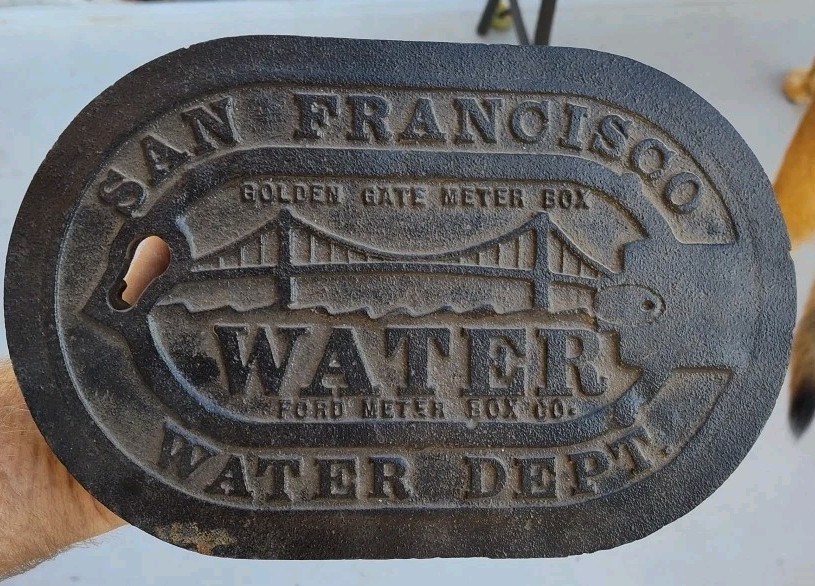 SAN FRANCISCO
GOLDEN GATE METER BOX
WATER
FORD METER BOX CO.
WATER DEPT.